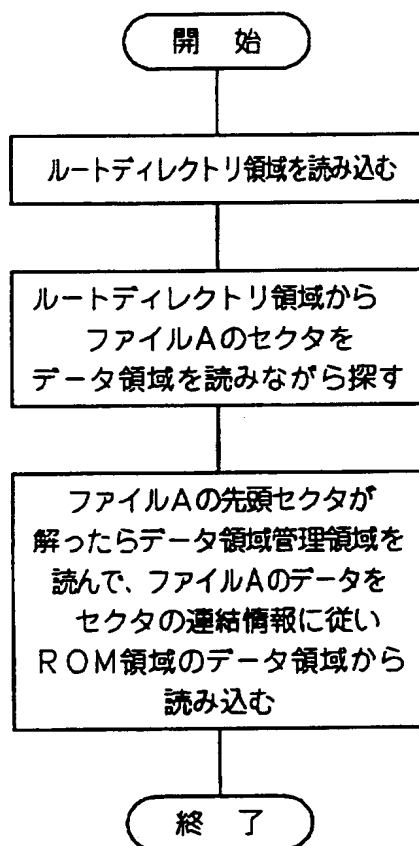 開 始
ルートディレクトリ領域を読み込む
ルートディレクトリ領域から
ファイルAのセクタを
データ領域を読みながら探す
ファイルAの先頭セクタが
解ったらデータ領域管理領域を
読んで、ファイルAのデータを
セクタの連結情報に従い
ROM領域のデータ領域から
読み込む
終 了